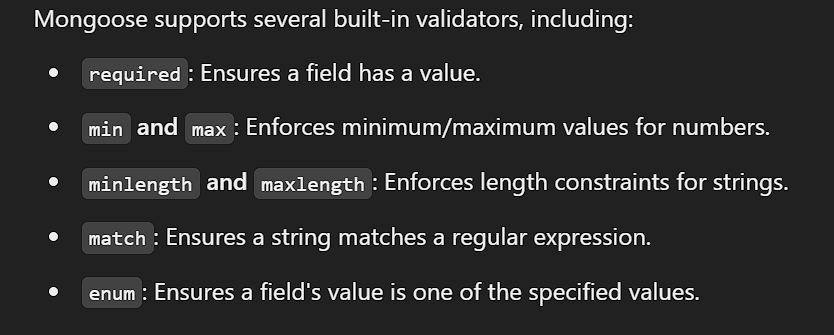 Mongoose supports several built-in validators, including:
• required: Ensures a field has a value.
• min and max: Enforces minimum/maximum values for numbers.
• minlength and maxlength: Enforces length constraints for strings.
• match: Ensures a string matches a regular expression.
• enum: Ensures a field's value is one of the specified values.